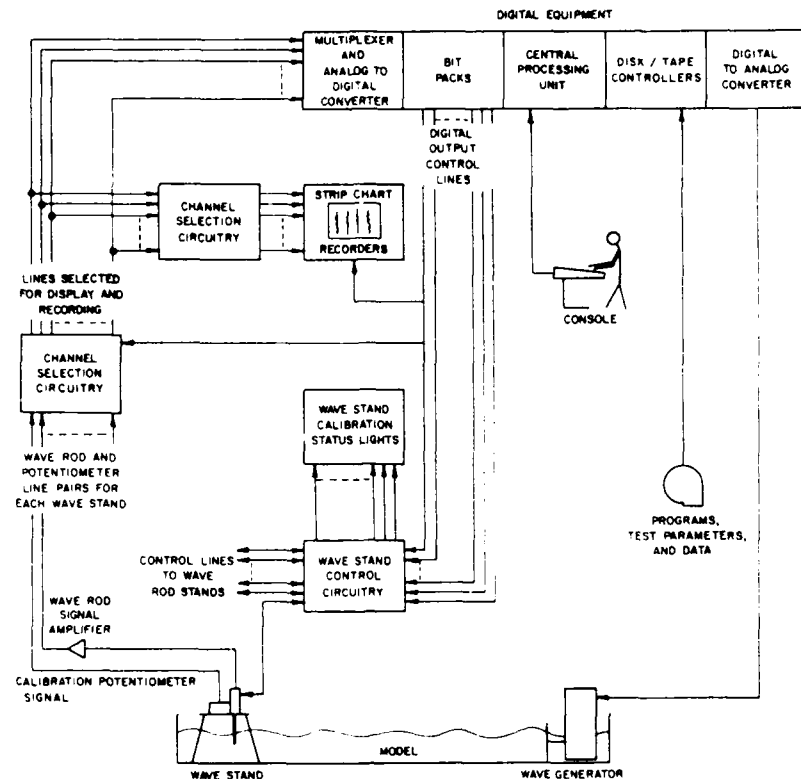 DIGITAL EQUIPMENT
MULTIPLEXER
AND
ANALOG TO
DIGITAL
CONVERTER
BIT
PACKS
CENTRAL
PROCESSING
UNIT
DISK / TAPE
CONTROLLERS
DIGITAL
TO ANALOG
CONVERTER
DIGITAL
OUTPUT
CONTROL
LINES
CHANNEL
SELECTION
CIRCUITRY
STRIP CHART
RECORDERS
LINES SELECTED
FOR DISPLAY AND
RECORDING
CONSOLE
CHANNEL
SELECTION
CIRCUITRY
WAVE STAND
CALIBRATION
STATUS LIGHTS
WAVE ROD AND
POTENTIOMETER
LINE PAIRS FOR
EACH WAVE STAND
PROGRAMS,
TEST PARAMETERS,
AND DATA
CONTROL LINES
TO WAVE
ROD STANDS
WAVE STAND
CONTROL
CIRCUITRY
WAVE ROD
SIGNAL
AMPLIFIER
CALIBRATION POTENTIOMETER
SIGNAL
MODEL
WAVE STAND
WAVE GENERATOR